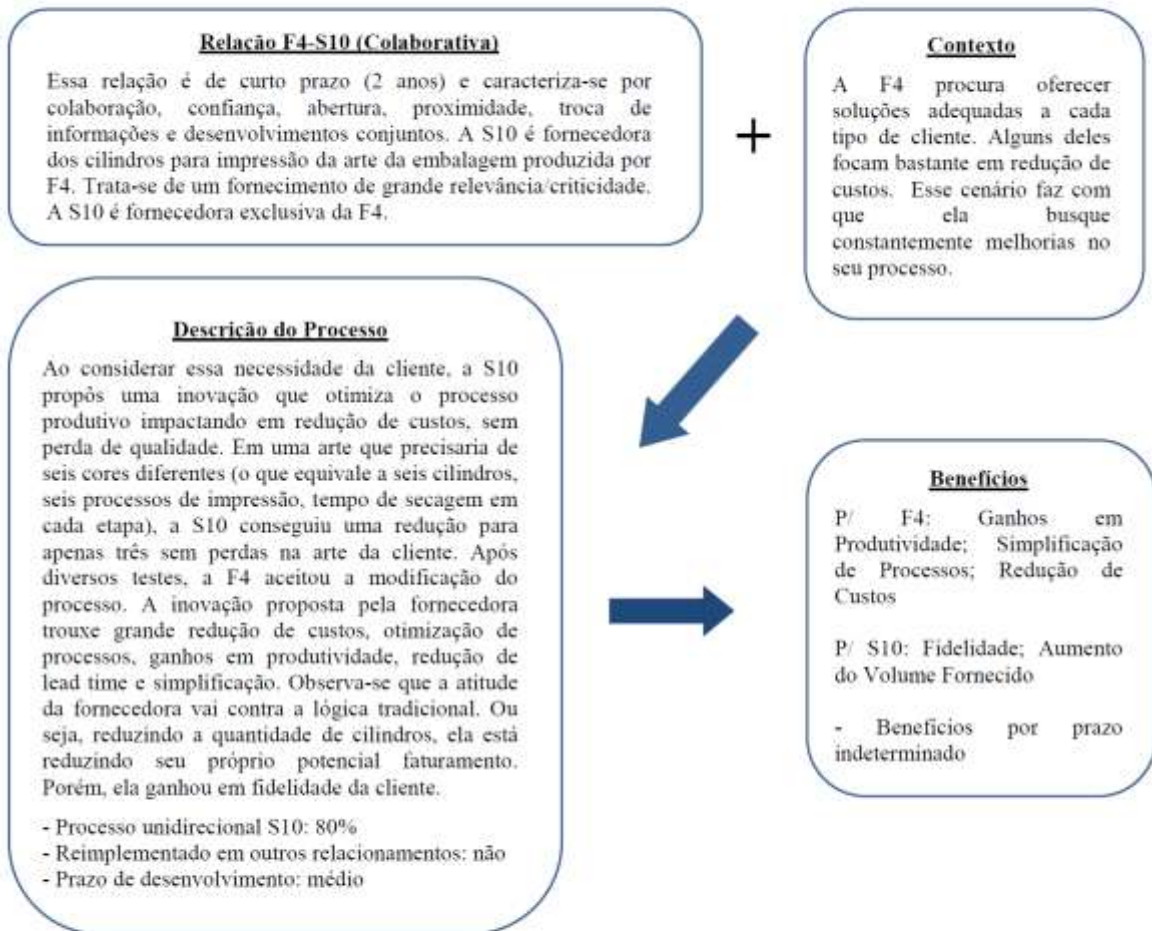 Relação F4-S10 (Colaborativa)
Essa relação é de curto prazo (2 anos) e caracteriza-se por
colaboração, confiança, abertura, proximidade, troca de
informações e desenvolvimentos conjuntos. A S10 é fornecedora
dos cilindros para impressão da arte da embalagem produzida por
F4. Trata-se de um fornecimento de grande relevância/criticidade.
A S10 é fornecedora exclusiva da F4.
+
Contexto
A F4 procura oferecer
soluções adequadas a cada
tipo de cliente. Alguns deles
focam bastante em redução de
custos. Esse cenário faz com
que ela busque
constantemente melhorias no
seu processo.
Descrição do Processo
Ao considerar essa necessidade da cliente, a S10
propôs uma inovação que otimiza o processo
produtivo impactando em redução de custos, sem
perda de qualidade. Em uma arte que precisaria de
seis cores diferentes (o que equivale a seis cilindros,
seis processos de impressão, tempo de secagem em
cada etapa), a S10 conseguiu uma redução para
apenas três sem perdas na arte da cliente. Após
diversos testes, a F4 aceitou a modificação do
processo. A inovação proposta pela fornecedora
trouxe grande redução de custos, otimização de
processos, ganhos em produtividade, redução de
lead time e simplificação. Observa-se que a atitude
da fornecedora vai contra a lógica tradicional. Ou
seja, reduzindo a quantidade de cilindros, ela está
reduzindo seu próprio potencial faturamento.
Porém, ela ganhou em fidelidade da cliente.
- Processo unidirecional S10: 80%
- Reimplementado em outros relacionamentos: não
- Prazo de desenvolvimento: médio
Benefícios
P/ F4: Ganhos em
Produtividade; Simplificação
de Processos; Redução de
Custos
P/ S10: Fidelidade; Aumento
do Volume Fornecido
- Benefícios por prazo
indeterminado